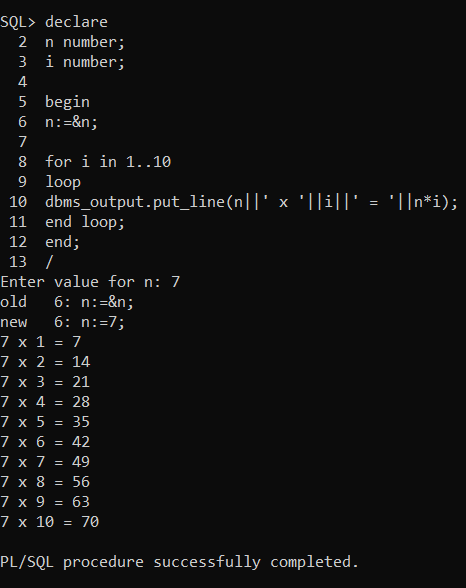 SQL> declare
  2  n number;
  3  i number;
  4
  5  begin
  6  n:=&n;
  7
  8  for i in 1..10
  9  loop
 10  dbms_output.put_line(n||' x '||i||' = '||n*i);
 11  end loop;
 12  end;
 13  /
Enter value for n: 7
old   6: n:=&n;
new   6: n:=7;
7 x 1 = 7
7 x 2 = 14
7 x 3 = 21
7 x 4 = 28
7 x 5 = 35
7 x 6 = 42
7 x 7 = 49
7 x 8 = 56
7 x 9 = 63
7 x 10 = 70

PL/SQL procedure successfully completed.